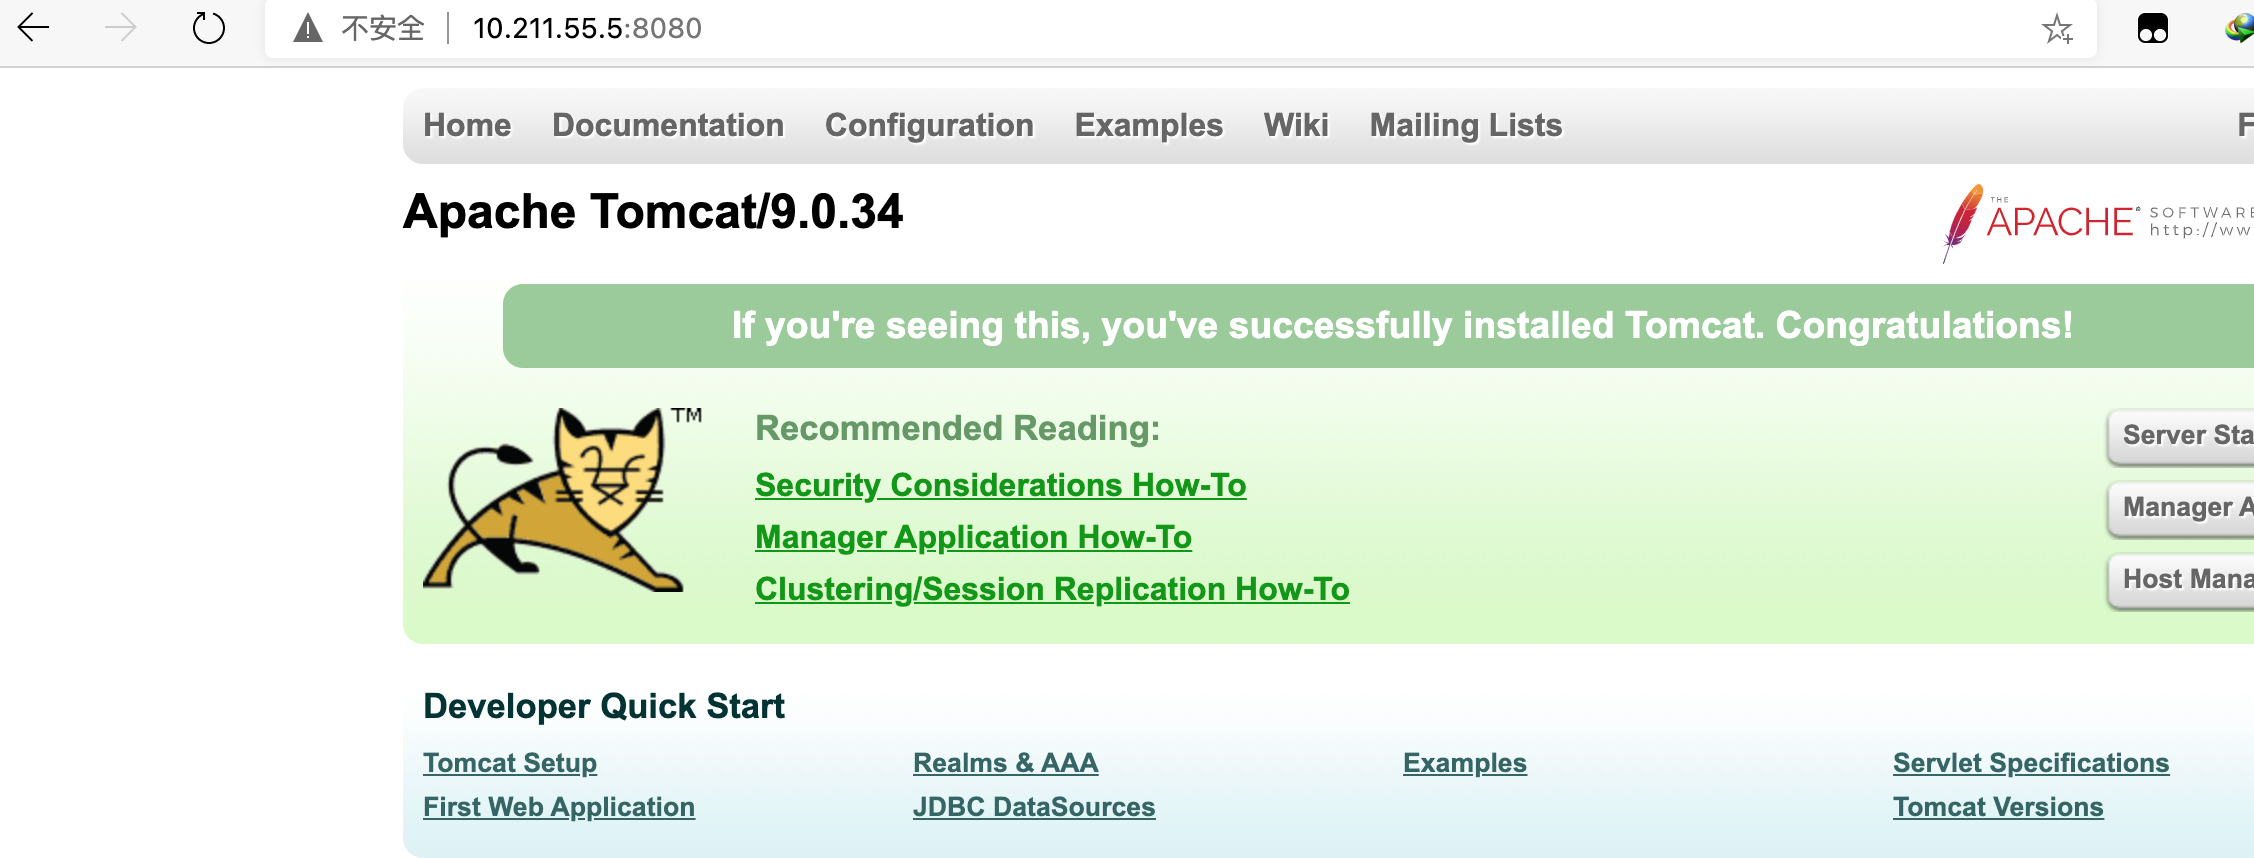 不安全 10.211.55.5:8080
Home Documentation Configuration Examples Wiki Mailing Lists F
Apache Tomcat/9.0.34
THE
APACHE® SOFTWARE
http://ww
If you're seeing this, you've successfully installed Tomcat. Congratulations!
TM
Recommended Reading:
Security Considerations How-To
Manager Application How-To
Clustering/Session Replication How-To
Server Sta
Manager A
Host Mana
Developer Quick Start
Tomcat Setup
First Web Application
Realms & AAA
JDBC DataSources
Examples
Servlet Specifications
Tomcat Versions